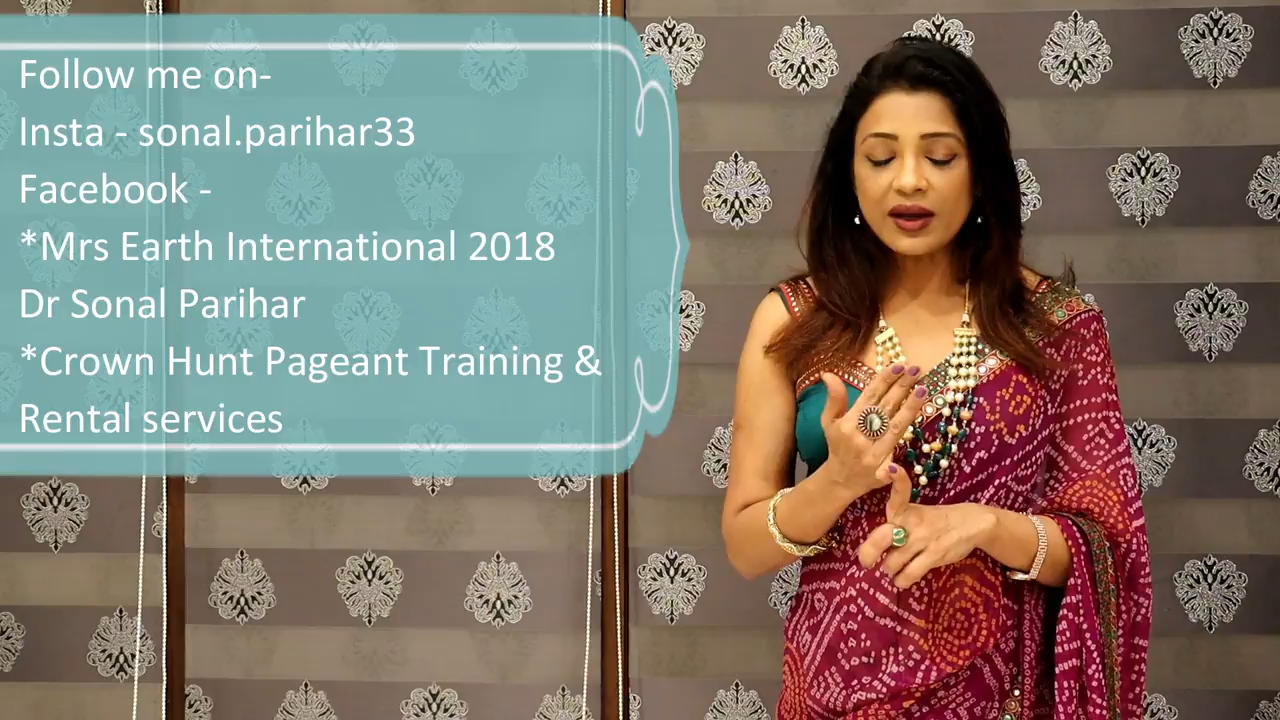 Follow me on-
Insta - sonal.parihar33
Facebook -
*Mrs Earth International 2018
Dr Sonal Parihar
*Crown Hunt Pageant Training &
Rental services